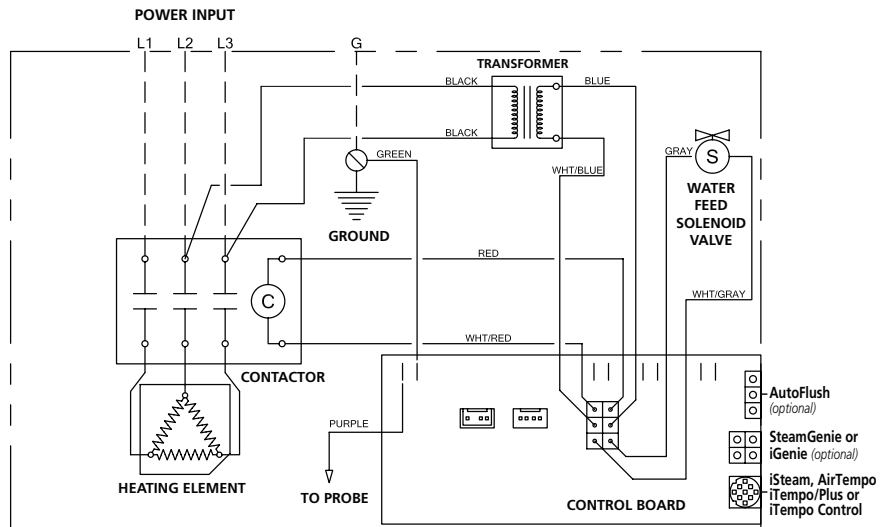 POWER INPUT
L1 L2 L3 G
TRANSFORMER
BLACK BLUE
BLACK
GREEN
GRAY
S
WHT/BLUE
WATER
FEED
SOLENOID
VALVE
GROUND
RED
C
WHT/GRAY
WHT/RED
CONTACTOR
AutoFlush
(optional)
PURPLE
SteamGenie or
iGenie (optional)
HEATING ELEMENT
TO PROBE
CONTROL BOARD
iSteam, AirTempo
iTempo/Plus or
iTempo Control